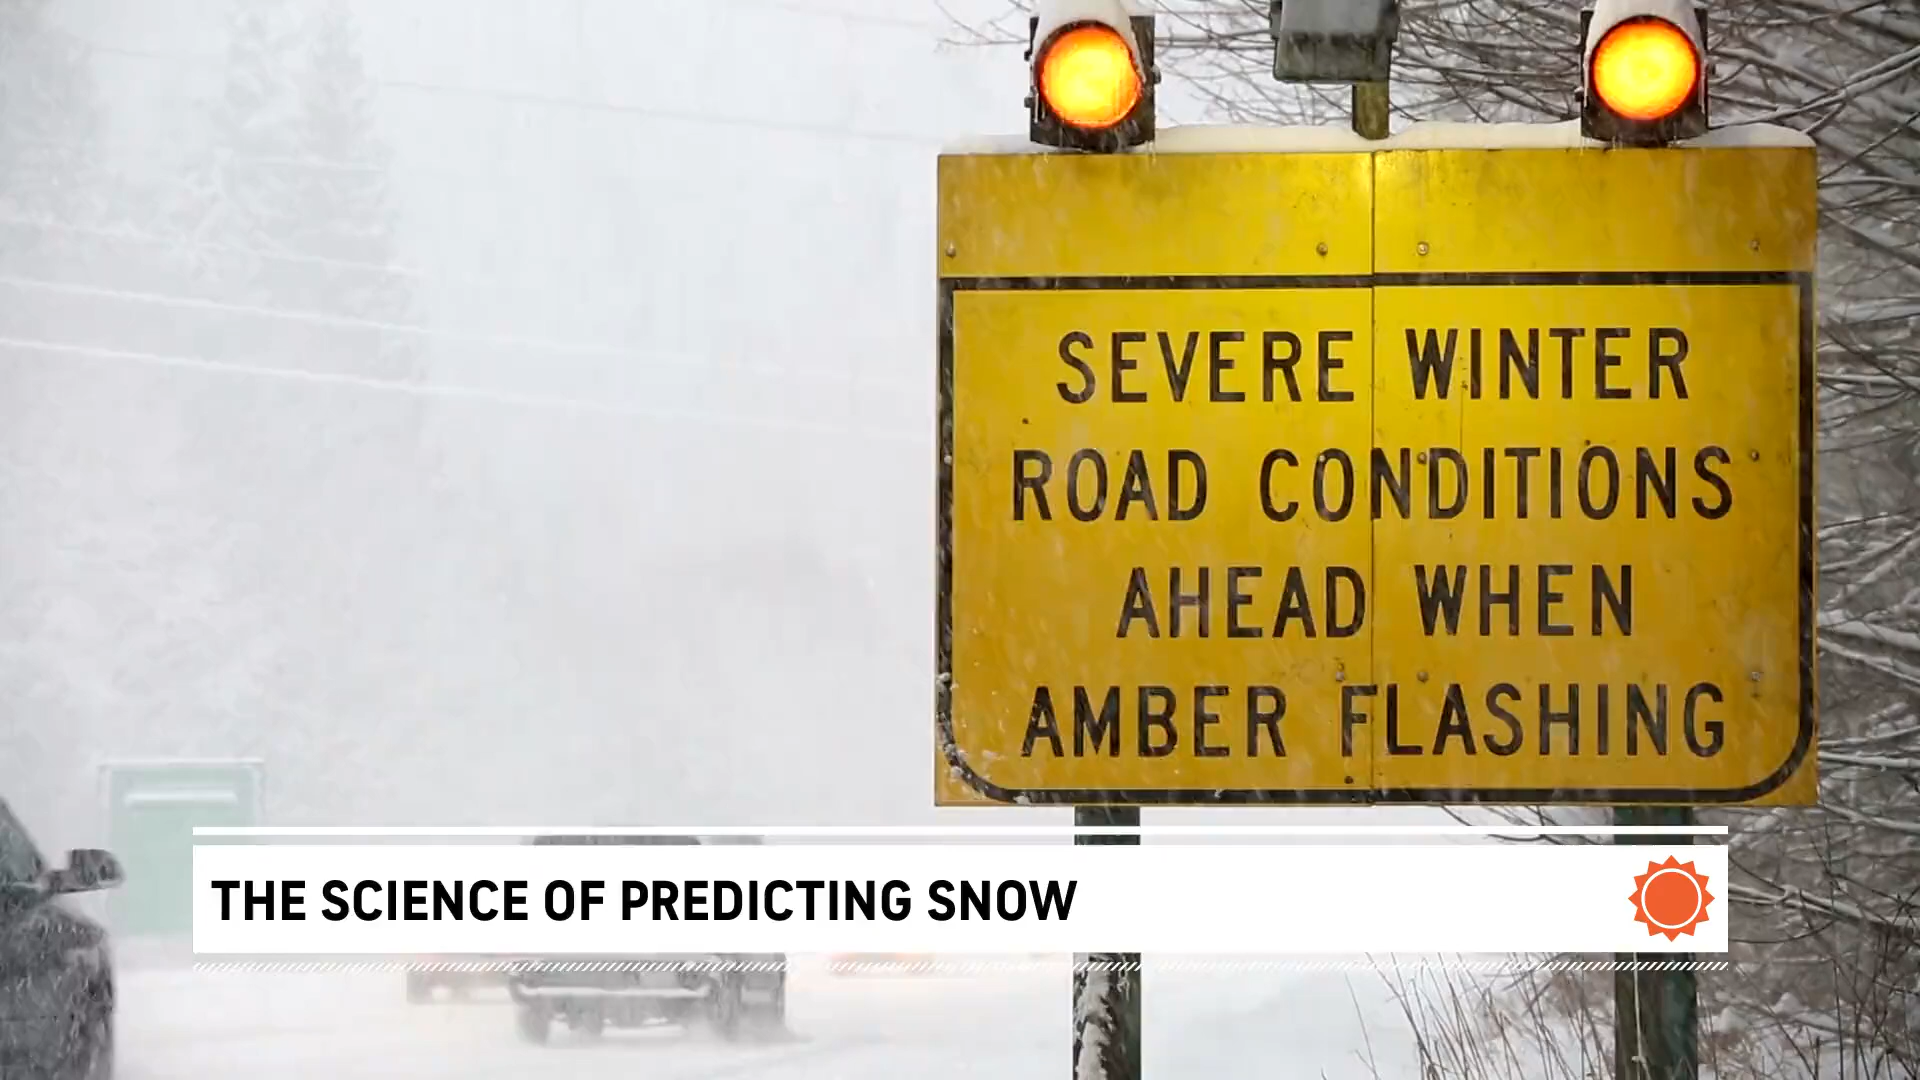 SEVERE WINTER
ROAD CONDITIONS
AHEAD WHEN
AMBER FLASHING
THE SCIENCE OF PREDICTING SNOW